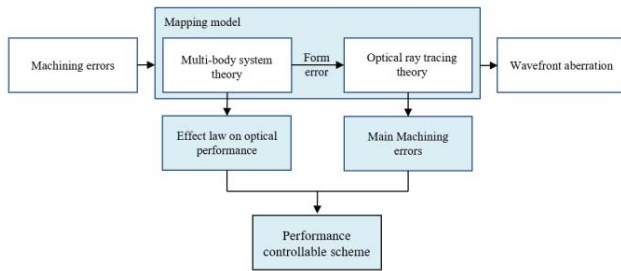 Mapping model
Machining errors
Multi-body system
theory
Form
error
Optical ray tracing
theory
Wavefront aberration
Effect law on optical
performance
Main Machining
errors
Performance
controllable scheme